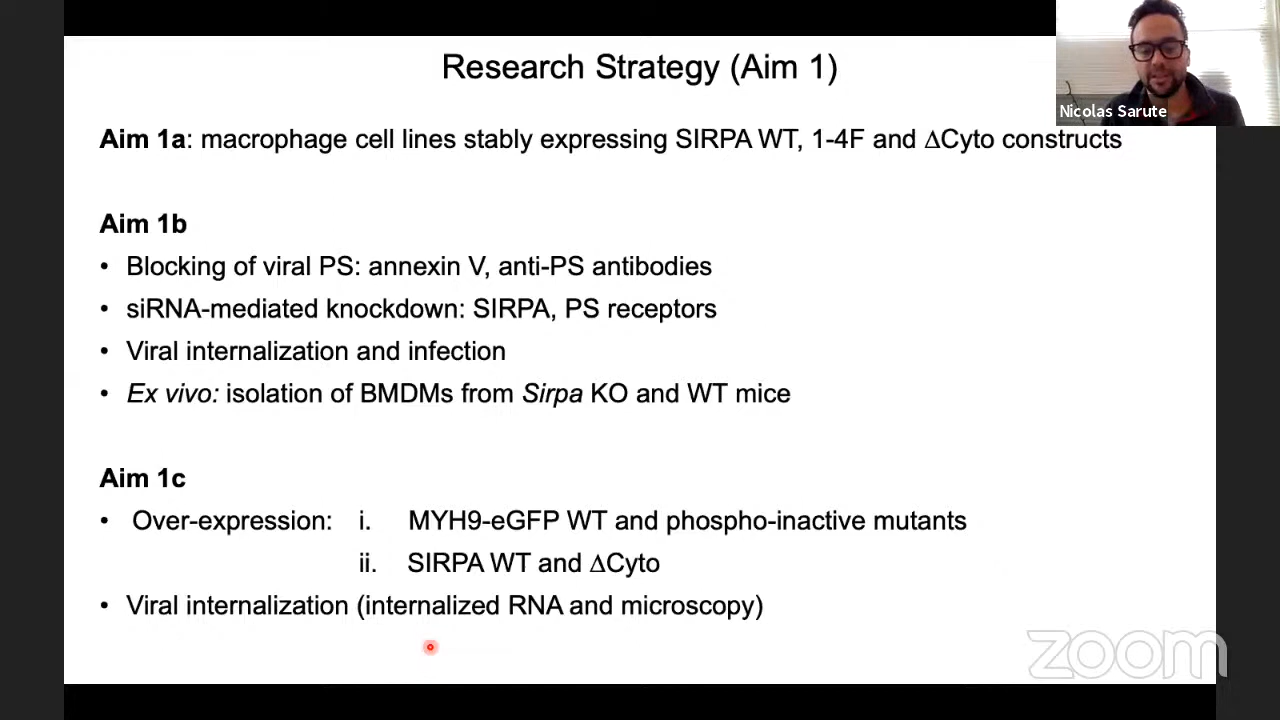 Research Strategy (Aim 1)
Nicolas Sarute
Aim 1a: macrophage cell lines stably expressing SIRPA WT, 1-4F and ΔCyto constructs
Aim 1b
• Blocking of viral PS: annexin V, anti-PS antibodies
• siRNA-mediated knockdown: SIRPA, PS receptors
• Viral internalization and infection
• Ex vivo: isolation of BMDMs from Sirpa KO and WT mice
Aim 1c
• Over-expression: i. MYH9-eGFP WT and phospho-inactive mutants
ii. SIRPA WT and ΔCyto
• Viral internalization (internalized RNA and microscopy)
zoom